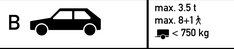 B
max. 3.5 t
max. 8+1
< 750 kg